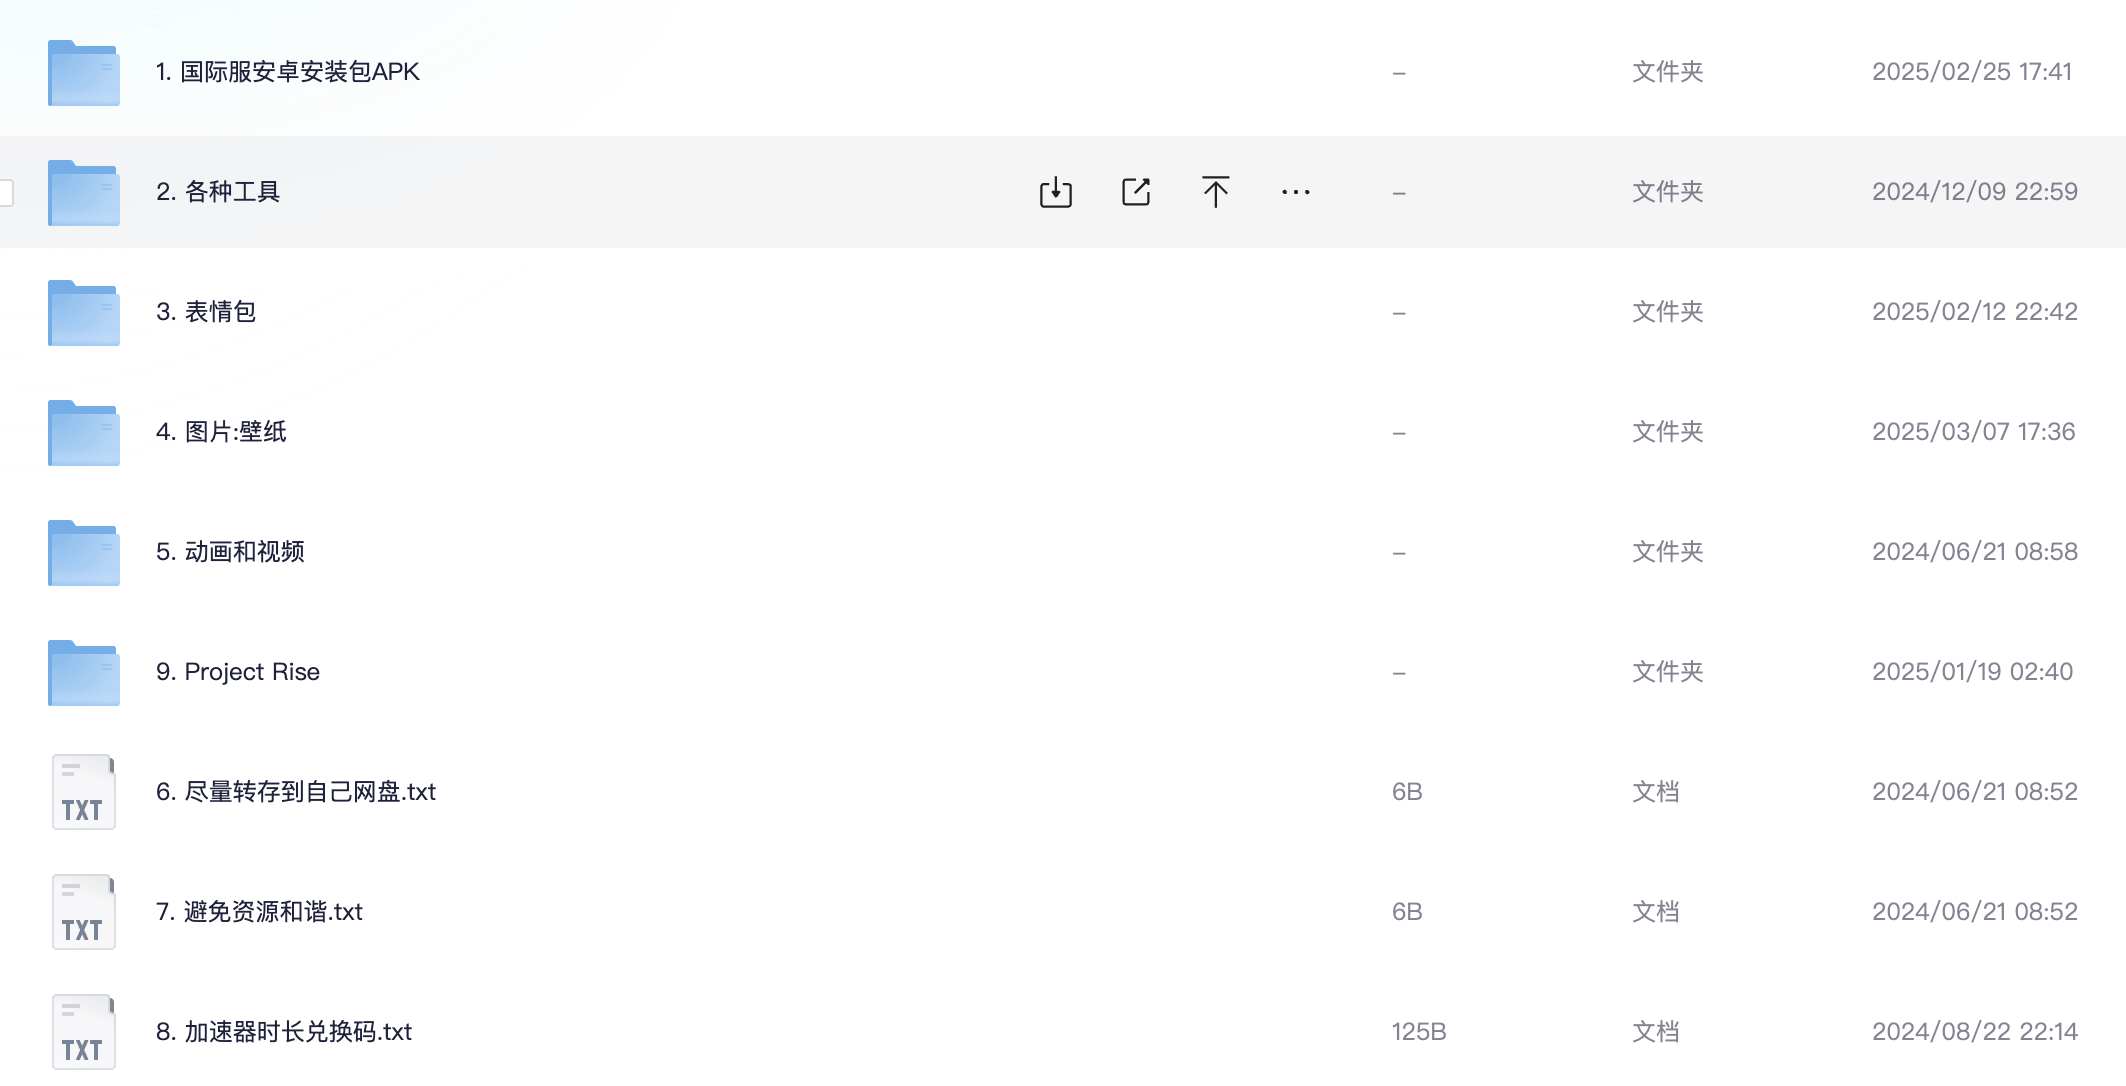 1. 国际服安卓安装包APK – 文件夹 2025/02/25 17:41
2. 各种工具 – 文件夹 2024/12/09 22:59
3. 表情包 – 文件夹 2025/02/12 22:42
4. 图片:壁纸 – 文件夹 2025/03/07 17:36
5. 动画和视频 – 文件夹 2024/06/21 08:58
9. Project Rise – 文件夹 2025/01/19 02:40
TXT 6. 尽量转存到自己网盘.txt 6B 文档 2024/06/21 08:52
TXT 7. 避免资源和谐.txt 6B 文档 2024/06/21 08:52
TXT 8. 加速器时长兑换码.txt 125B 文档 2024/08/22 22:14